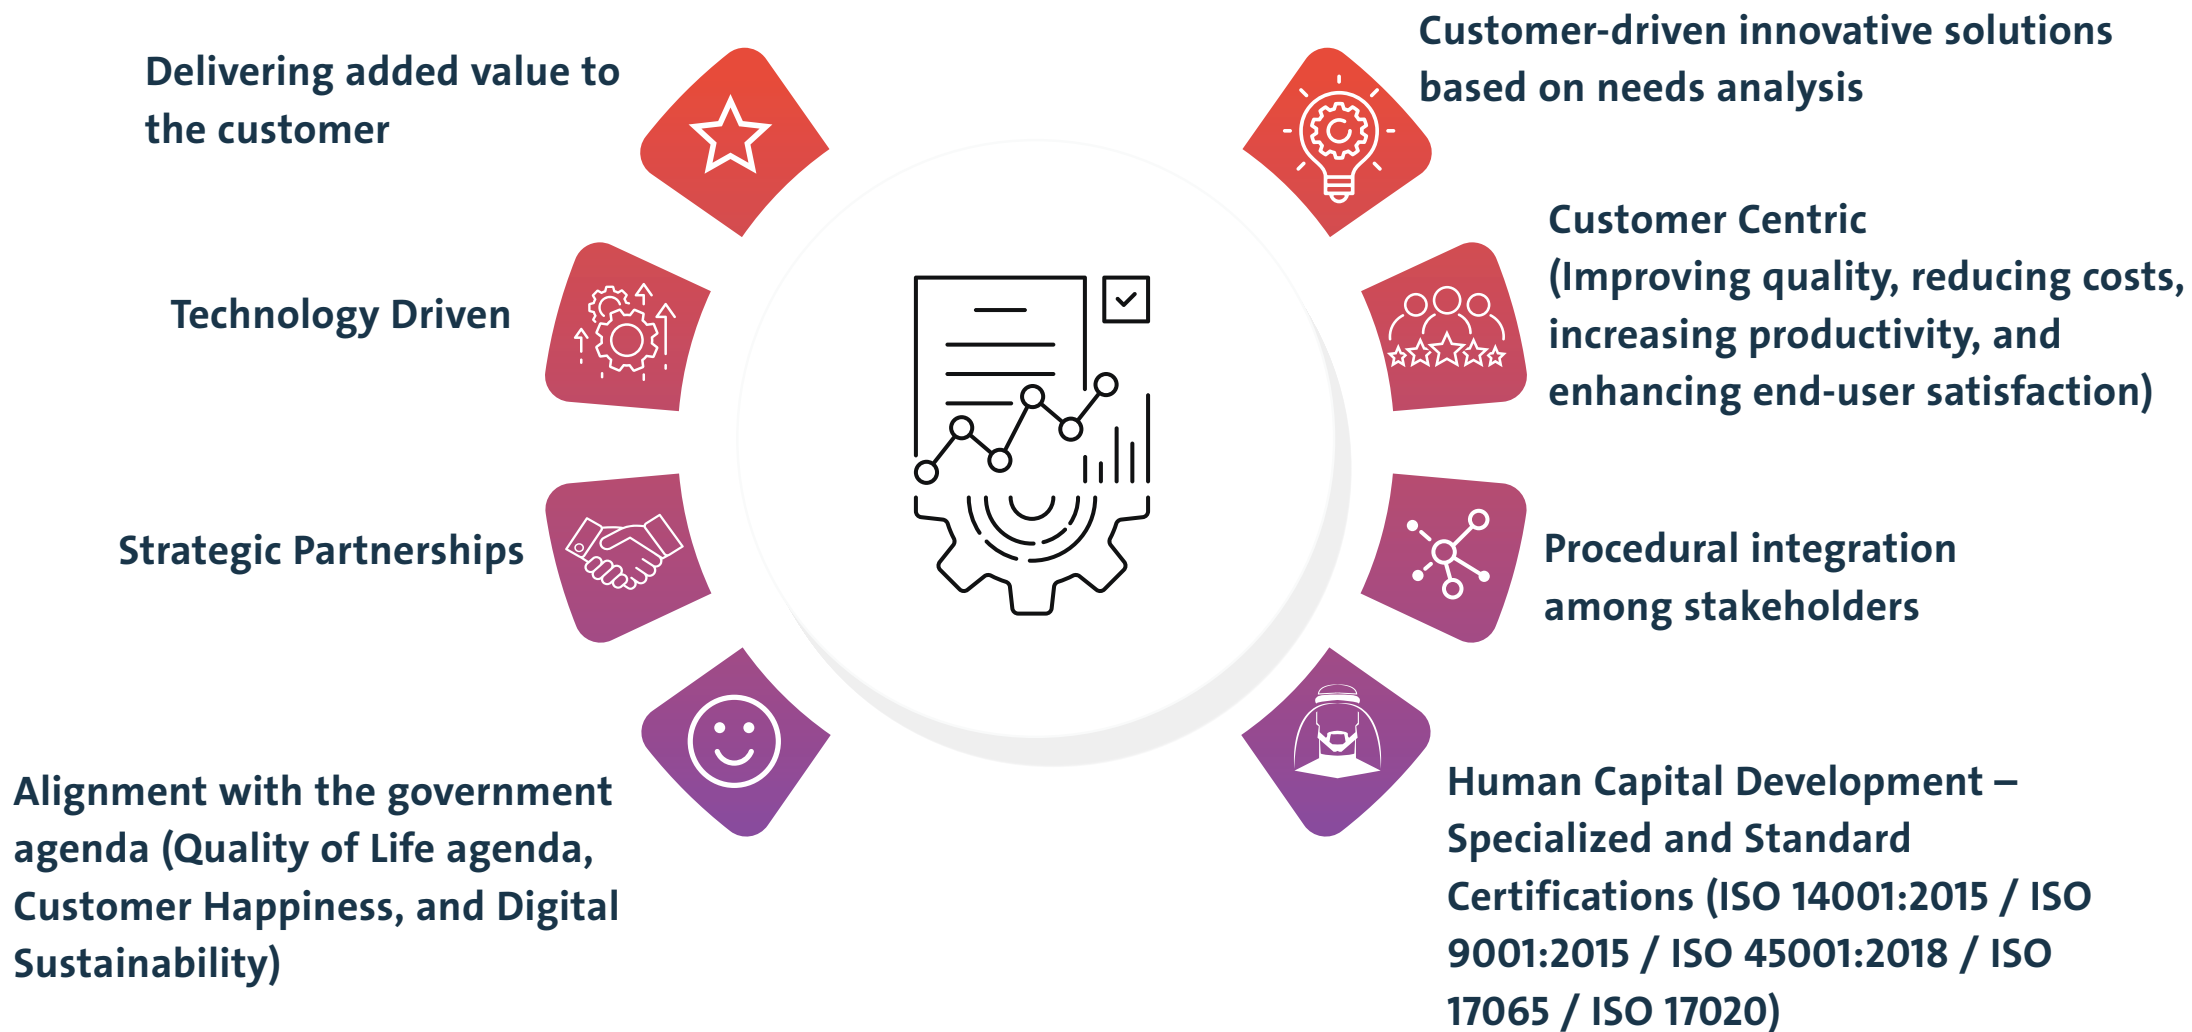 Delivering added value to
the customer
Technology Driven
Strategic Partnerships
Alignment with the government
agenda (Quality of Life agenda,
Customer Happiness, and Digital
Sustainability)
Customer-driven innovative solutions
based on needs analysis
Customer Centric
(Improving quality, reducing costs,
increasing productivity, and
enhancing end-user satisfaction)
Procedural integration
among stakeholders
Human Capital Development –
Specialized and Standard
Certifications (ISO 14001:2015 / ISO
9001:2015 / ISO 45001:2018 / ISO
17065 / ISO 17020)